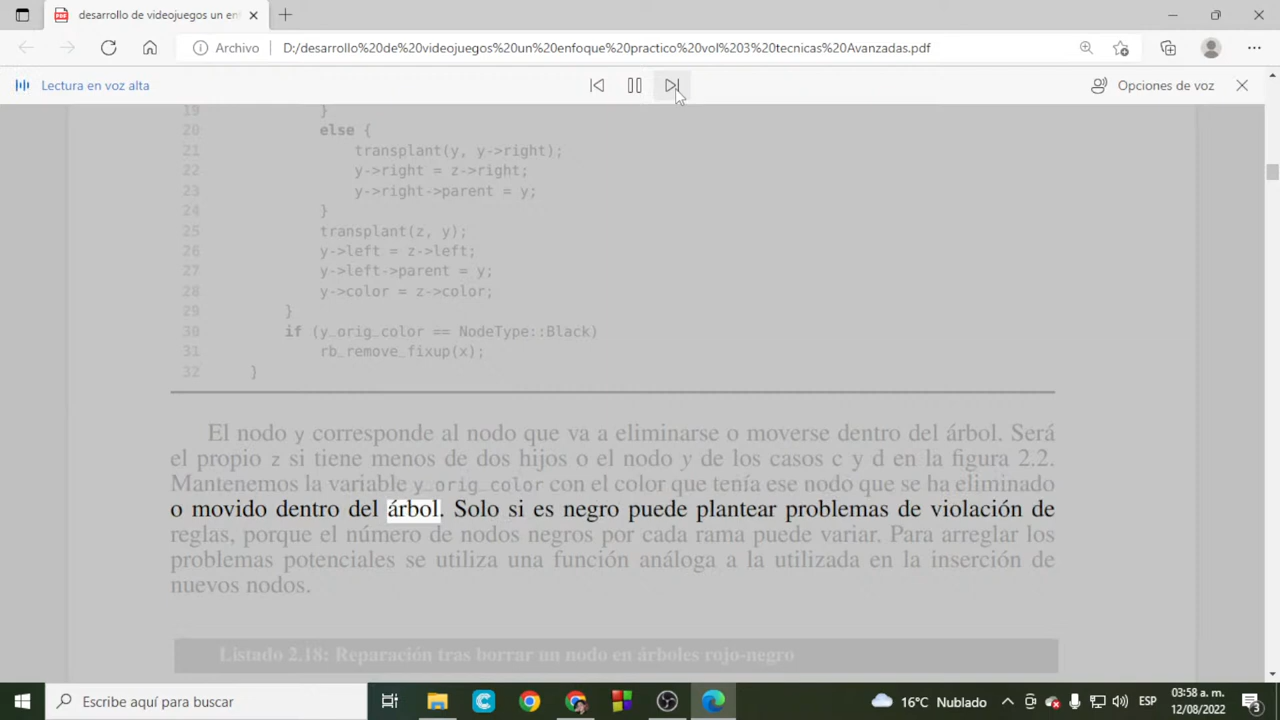 desarrollo de videojuegos un enf
Archivo
D:/desarrollo%20de%20videojuegos%20un%20enfoque%20practico%20vol%203%20tecnicas%20Avanzadas.pdf
Lectura en voz alta
Opciones de voz
19 }
20 else {
21 transplant(y, y->right);
22 y->right = z->right;
23 y->right->parent = y;
24 }
25 transplant(z, y);
26 y->left = z->left;
27 y->left->parent = y;
28 y->color = z->color;
29 }
30 if (y_orig_color == NodeType::Black)
31 rb_remove_fixup(x);
32 }
El nodo y corresponde al nodo que va a eliminarse o moverse dentro del árbol. Será
el propio z si tiene menos de dos hijos o el nodo y de los casos c y d en la figura 2.2.
Mantenemos la variable y_orig_color con el color que tenía ese nodo que se ha eliminado
o movido dentro del árbol. Solo si es negro puede plantear problemas de violación de
reglas, porque el número de nodos negros por cada rama puede variar. Para arreglar los
problemas potenciales se utiliza una función análoga a la utilizada en la inserción de
nuevos nodos.
Listado 2.18: Reparación tras borrar un nodo en árboles rojo-negro
Escribe aquí para buscar
16°C Nublado
ESP
03:58 a. m.
12/08/2022
3